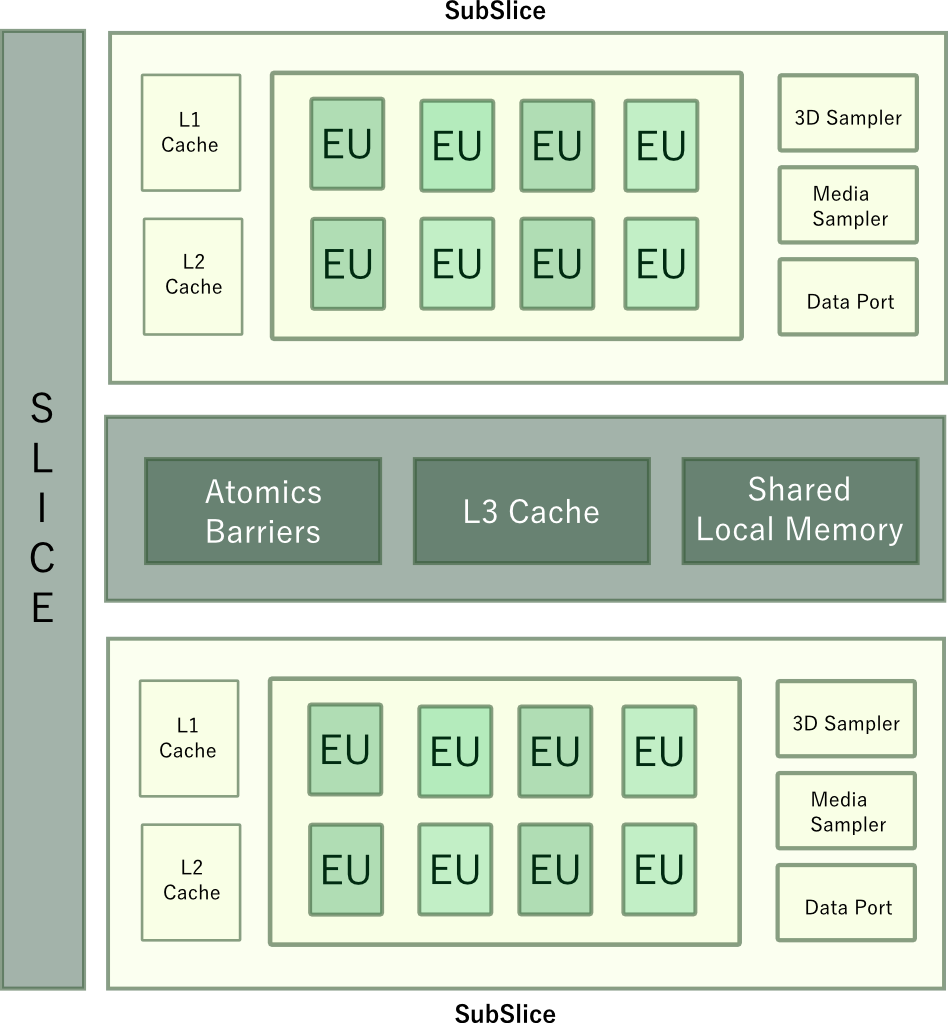 SubSlice
S
L
I
C
E
L1
Cache
L2
Cache
EU EU EU EU
EU EU EU EU
3D Sampler
Media
Sampler
Data Port
Atomics
Barriers
L3 Cache
Shared
Local Memory
L1
Cache
L2
Cache
EU EU EU EU
EU EU EU EU
3D Sampler
Media
Sampler
Data Port
SubSlice